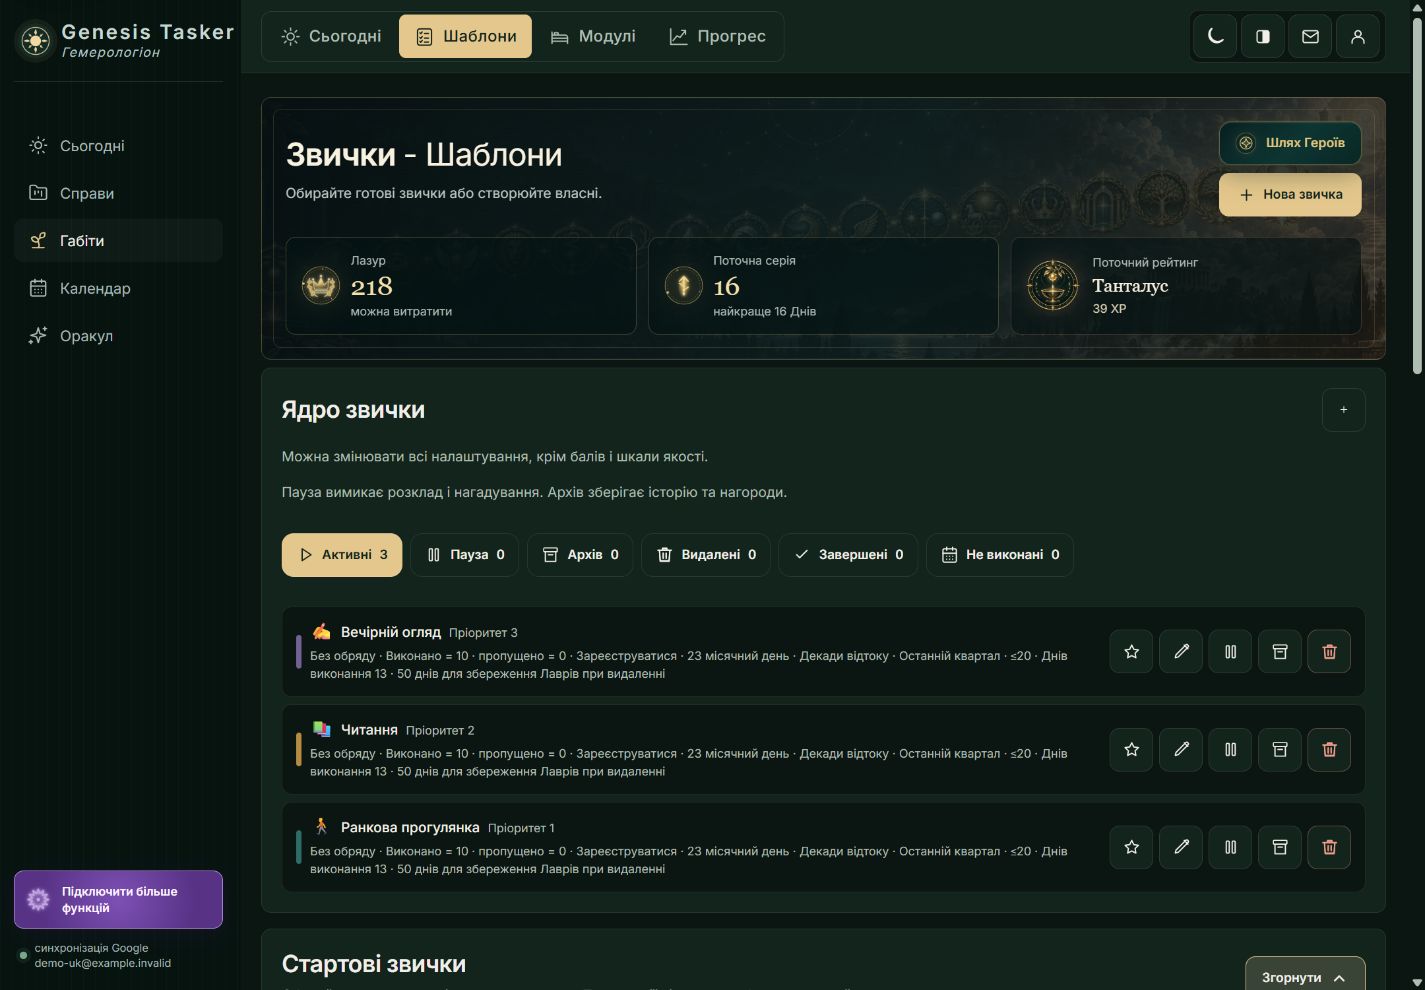 Genesis Tasker
Гемерологіон
Сьогодні
Шаблони
Модулі
Прогрес
Сьогодні
Справи
Габіти
Календар
Оракул
Звички - Шаблони
Обирайте готові звички або створюйте власні.
Шлях Героїв
+ Нова звичка
Лазур
218
можна витратити
Поточна серія
16
найкраще 16 Днів
Поточний рейтинг
Танталус
39 XP
Ядро звички
+
Можна змінювати всі налаштування, крім балів і шкали якості.
Пауза вимикає розклад і нагадування. Архів зберігає історію та нагороди.
Активні 3
Пауза 0
Архів 0
Видалені 0
Завершені 0
Не виконані 0
Вечірній огляд Пріоритет 3
Без обряду · Виконано = 10 · пропущено = 0 · Зареєструватися · 23 місячний день · Декади відтоку · Останній квартал · ≤20 · Днів
виконання 13 · 50 днів для збереження Лаврів при видаленні
Читання Пріоритет 2
Без обряду · Виконано = 10 · пропущено = 0 · Зареєструватися · 23 місячний день · Декади відтоку · Останній квартал · ≤20 · Днів
виконання 13 · 50 днів для збереження Лаврів при видаленні
Ранкова прогулянка Пріоритет 1
Без обряду · Виконано = 10 · пропущено = 0 · Зареєструватися · 23 місячний день · Декади відтоку · Останній квартал · ≤20 · Днів
виконання 13 · 50 днів для збереження Лаврів при видаленні
Підключити більше
функцій
синхронізація Google
demo-uk@example.invalid
Стартові звички
Згорнути